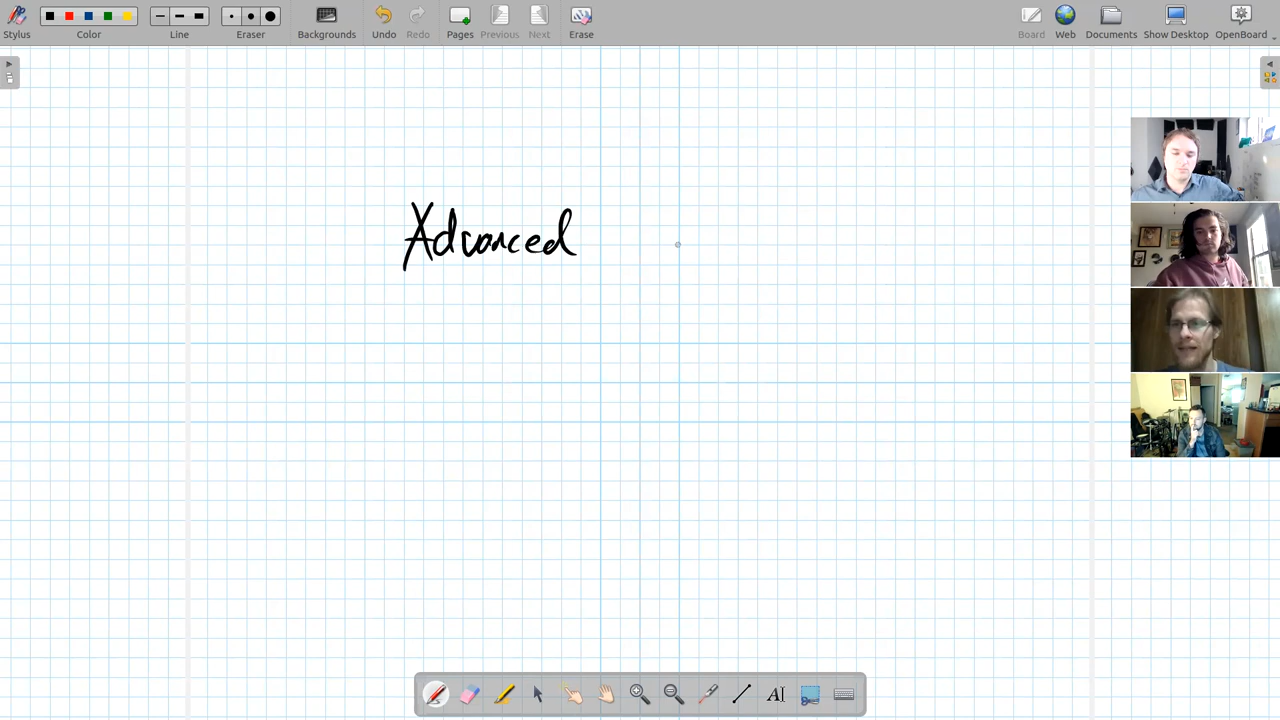 Stylus
Color
Line
Eraser
Backgrounds
Undo
Redo
Pages
Previous
Next
Erase
Board
Web
Documents
Show Desktop
OpenBoard
Advanced